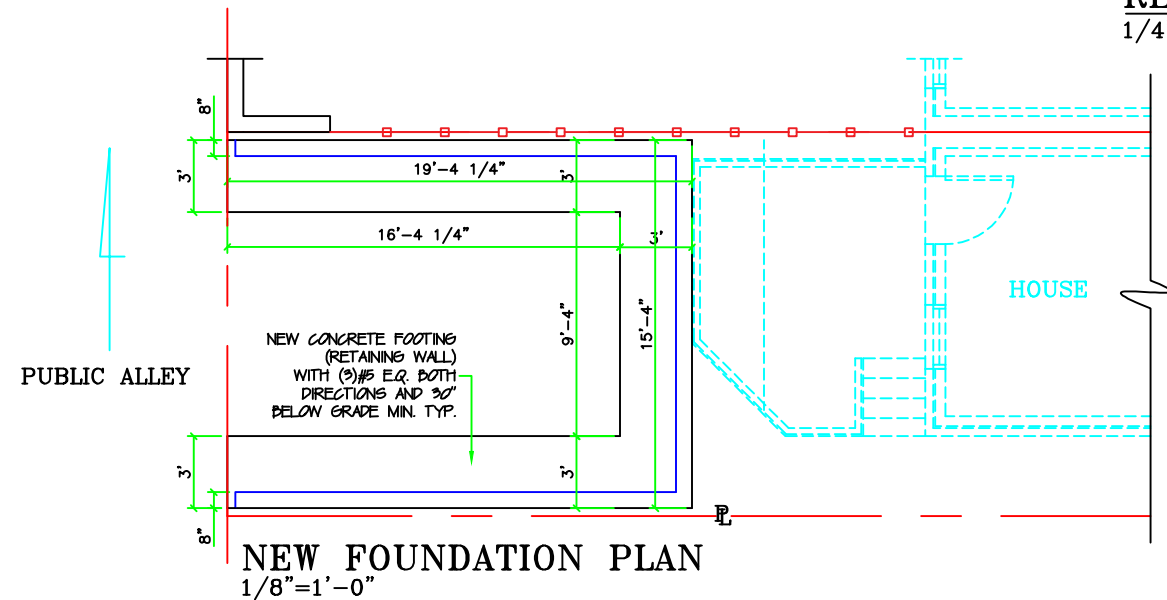 1/4
8"
3'
19'-4 1/4"
3'
16'-4 1/4"
3'
HOUSE
9'-4"
15'-4"
NEW CONCRETE FOOTING
(RETAINING WALL)
WITH (3)#5 E.Q. BOTH
DIRECTIONS AND 30"
BELOW GRADE MIN. TYP.
PUBLIC ALLEY
3'
3'
8"
PL
NEW FOUNDATION PLAN
1/8"=1'-0"